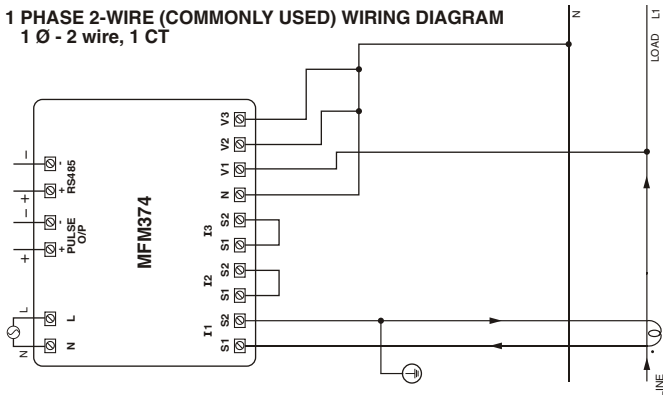 1 PHASE 2-WIRE (COMMONLY USED) WIRING DIAGRAM
1 Ø - 2 wire, 1 CT
N
LOAD L1
V3
V2
V1
N
I3 S2
S1
I2 S2
S1
I1 S2
S1
MFM374
-
RS485
+
-
PULSE
O/P
+
–
+
–
+
L
N
L
N
LINE